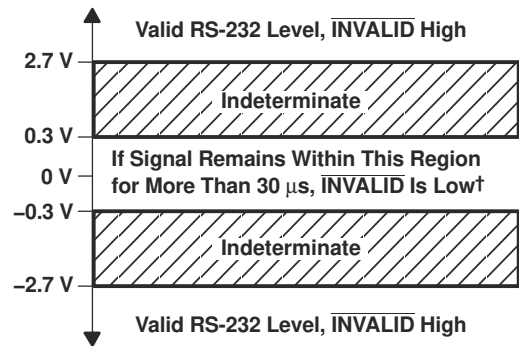 Valid RS-232 Level, INVALID High
2.7 V
Indeterminate
0.3 V
If Signal Remains Within This Region
0 V
for More Than 30 μs, INVALID Is Low†
−0.3 V
Indeterminate
−2.7 V
Valid RS-232 Level, INVALID High